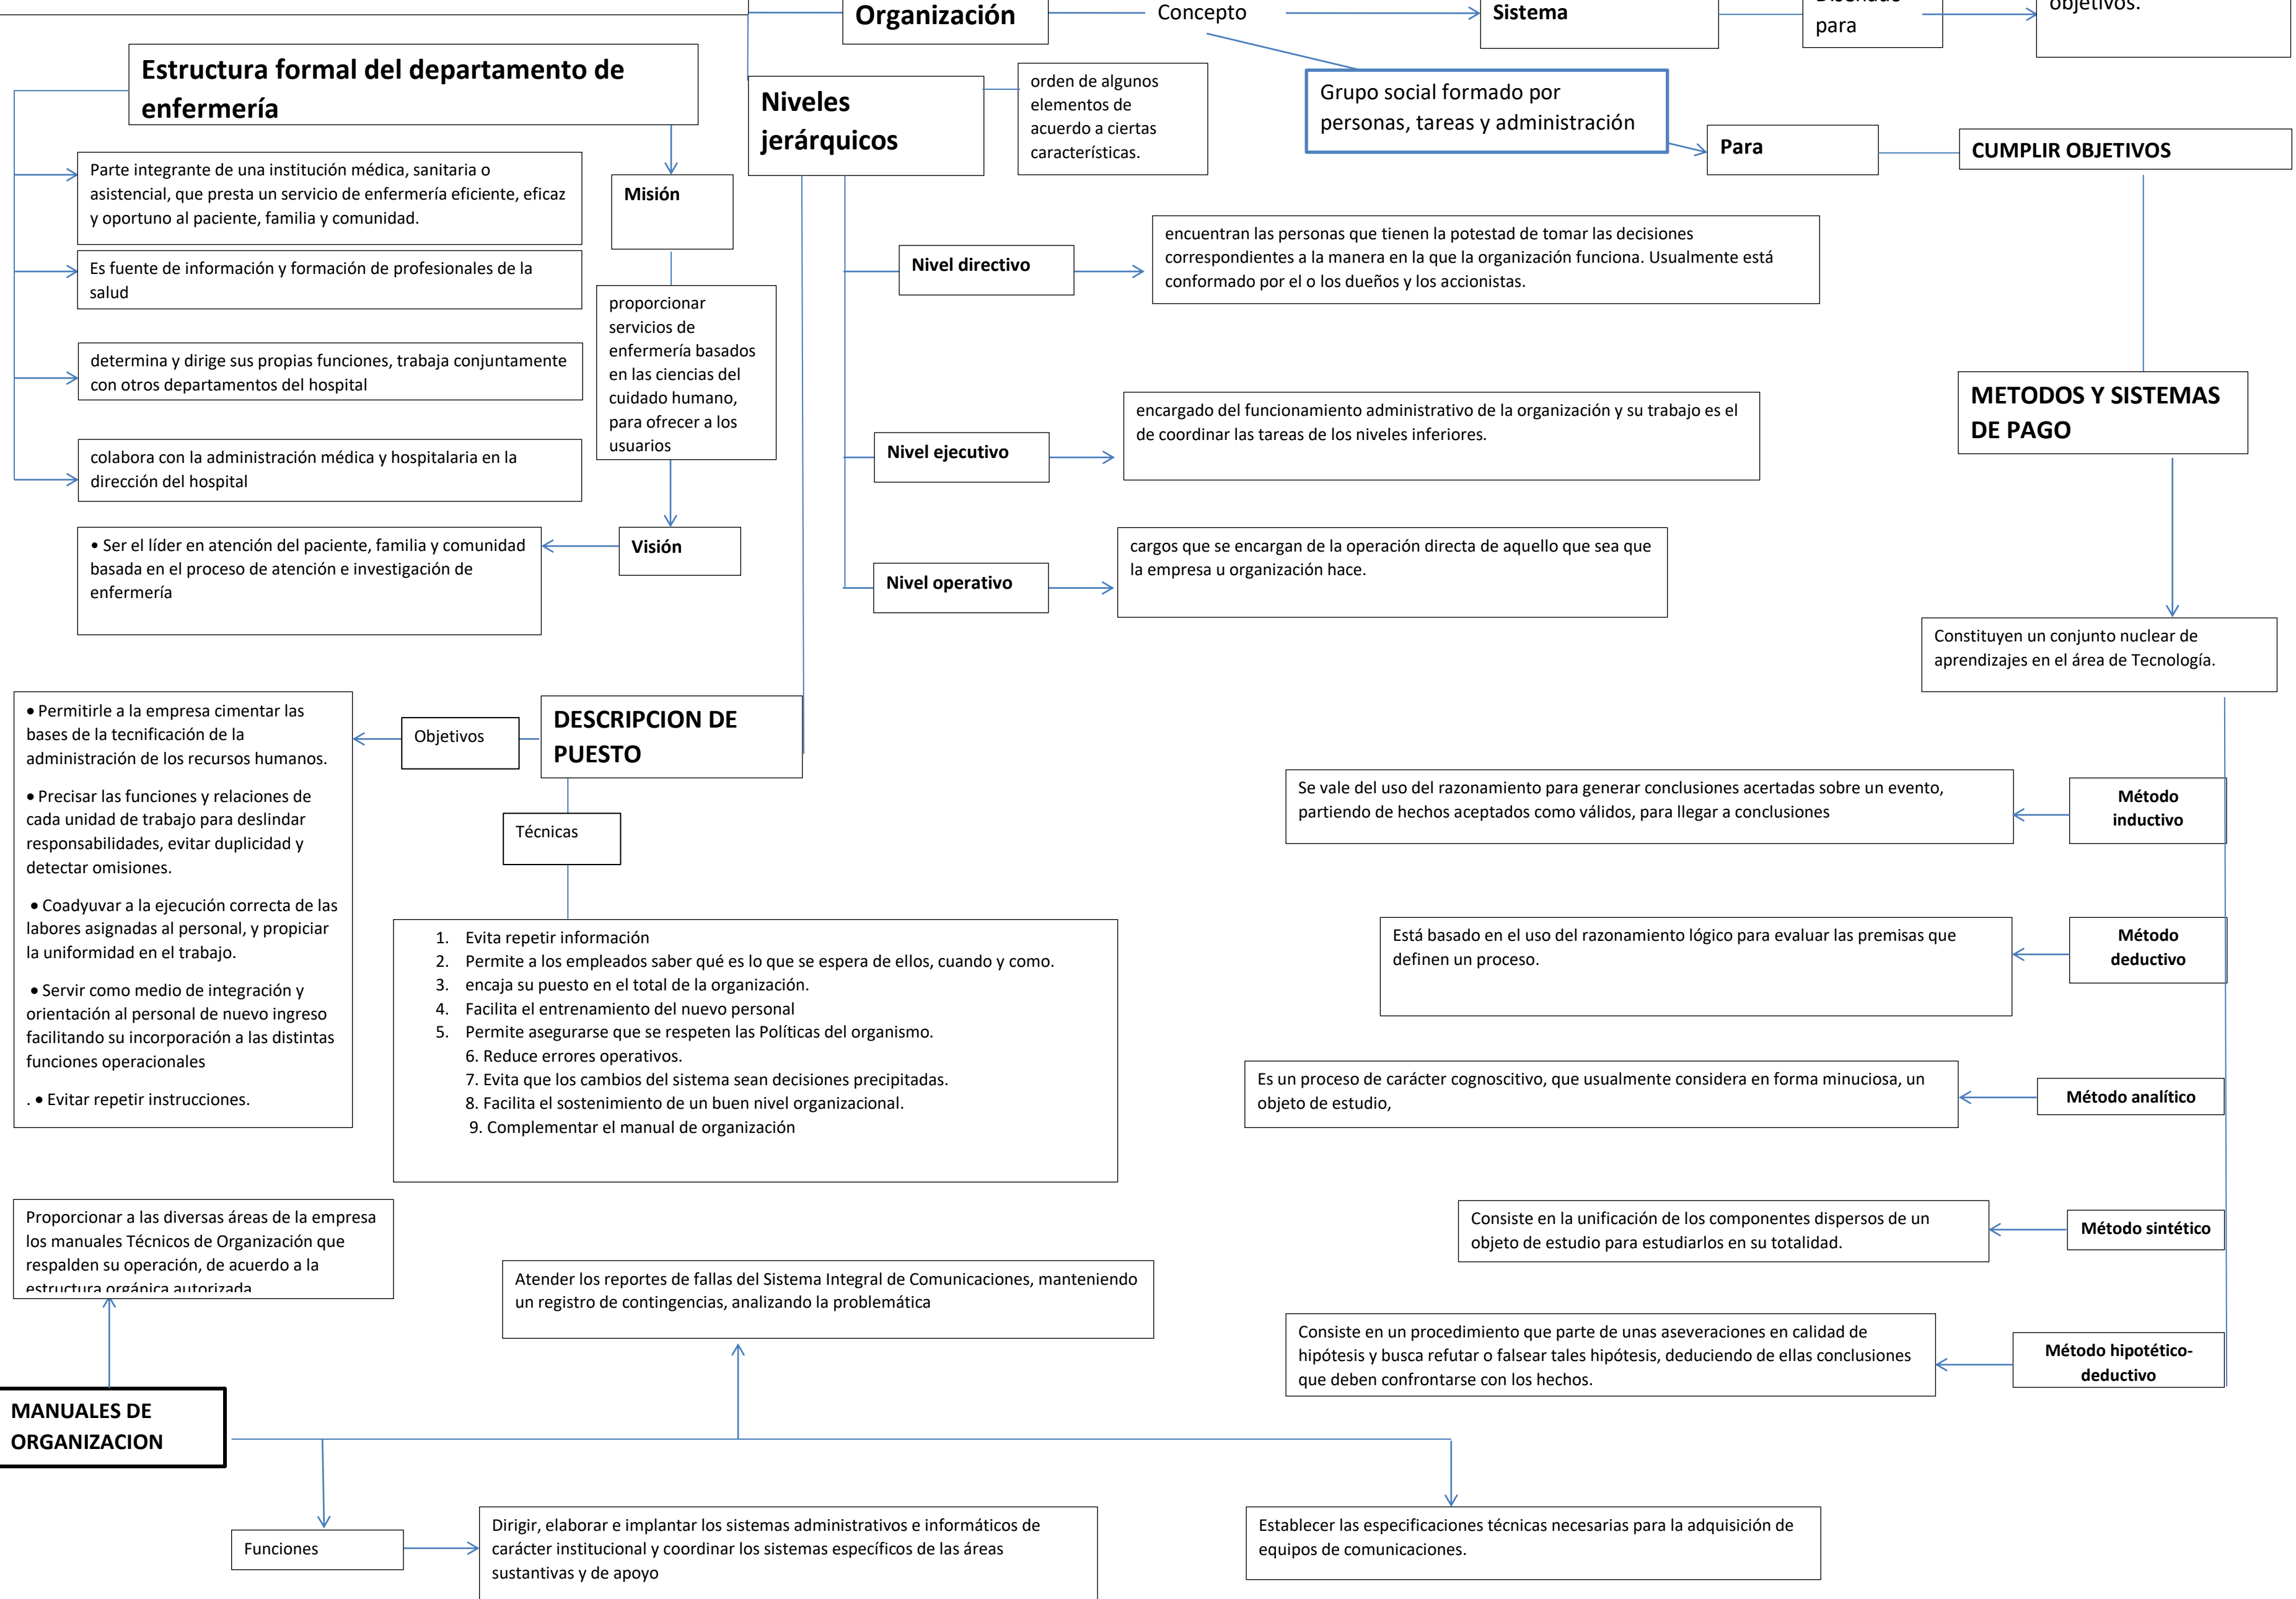 Organización
Concepto
Sistema
para
objetivos.
Estructura formal del departamento de
enfermería
Niveles
jerárquicos
orden de algunos
elementos de
acuerdo a ciertas
características.
Grupo social formado por
personas, tareas y administración
Para
CUMPLIR OBJETIVOS
Parte integrante de una institución médica, sanitaria o
asistencial, que presta un servicio de enfermería eficiente, eficaz
y oportuno al paciente, familia y comunidad.
Misión
Es fuente de información y formación de profesionales de la
salud
proporcionar
servicios de
enfermería basados
en las ciencias del
cuidado humano,
para ofrecer a los
usuarios
determina y dirige sus propias funciones, trabaja conjuntamente
con otros departamentos del hospital
colabora con la administración médica y hospitalaria en la
dirección del hospital
Visión
• Ser el líder en atención del paciente, familia y comunidad
basada en el proceso de atención e investigación de
enfermería
Nivel directivo
encuentran las personas que tienen la potestad de tomar las decisiones
correspondientes a la manera en la que la organización funciona. Usualmente está
conformado por el o los dueños y los accionistas.
Nivel ejecutivo
encargado del funcionamiento administrativo de la organización y su trabajo es el
de coordinar las tareas de los niveles inferiores.
Nivel operativo
cargos que se encargan de la operación directa de aquello que sea que
la empresa u organización hace.
METODOS Y SISTEMAS
DE PAGO
Constituyen un conjunto nuclear de
aprendizajes en el área de Tecnología.
DESCRIPCION DE
PUESTO
Objetivos
• Permitirle a la empresa cimentar las
bases de la tecnificación de la
administración de los recursos humanos.
• Precisar las funciones y relaciones de
cada unidad de trabajo para deslindar
responsabilidades, evitar duplicidad y
detectar omisiones.
• Coadyuvar a la ejecución correcta de las
labores asignadas al personal, y propiciar
la uniformidad en el trabajo.
• Servir como medio de integración y
orientación al personal de nuevo ingreso
facilitando su incorporación a las distintas
funciones operacionales
. • Evitar repetir instrucciones.
Técnicas
1. Evita repetir información
2. Permite a los empleados saber qué es lo que se espera de ellos, cuando y como.
3. encaja su puesto en el total de la organización.
4. Facilita el entrenamiento del nuevo personal
5. Permite asegurarse que se respeten las Políticas del organismo.
6. Reduce errores operativos.
7. Evita que los cambios del sistema sean decisiones precipitadas.
8. Facilita el sostenimiento de un buen nivel organizacional.
9. Complementar el manual de organización
Se vale del uso del razonamiento para generar conclusiones acertadas sobre un evento,
partiendo de hechos aceptados como válidos, para llegar a conclusiones
Método
inductivo
Está basado en el uso del razonamiento lógico para evaluar las premisas que
definen un proceso.
Método
deductivo
Es un proceso de carácter cognoscitivo, que usualmente considera en forma minuciosa, un
objeto de estudio,
Método analítico
Consiste en la unificación de los componentes dispersos de un
objeto de estudio para estudiarlos en su totalidad.
Método sintético
Consiste en un procedimiento que parte de unas aseveraciones en calidad de
hipótesis y busca refutar o falsear tales hipótesis, deduciendo de ellas conclusiones
que deben confrontarse con los hechos.
Método hipotético-
deductivo
Proporcionar a las diversas áreas de la empresa
los manuales Técnicos de Organización que
respalden su operación, de acuerdo a la
estructura orgánica autorizada
Atender los reportes de fallas del Sistema Integral de Comunicaciones, manteniendo
un registro de contingencias, analizando la problemática
MANUALES DE
ORGANIZACION
Funciones
Dirigir, elaborar e implantar los sistemas administrativos e informáticos de
carácter institucional y coordinar los sistemas específicos de las áreas
sustantivas y de apoyo
Establecer las especificaciones técnicas necesarias para la adquisición de
equipos de comunicaciones.